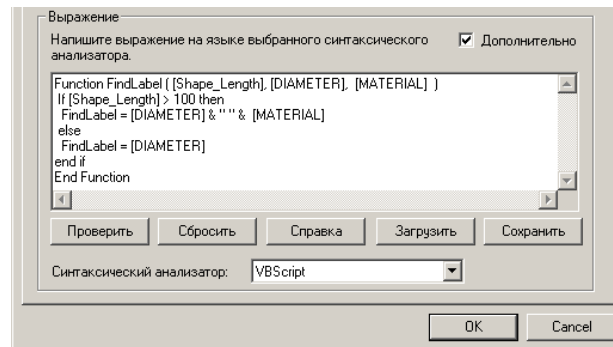 Выражение
Напишите выражение на языке выбранного синтаксического
анализатора.
Дополнительно
Function FindLabel ( [Shape_Length], [DIAMETER],  [MATERIAL]  )
If [Shape_Length] > 100 then
FindLabel = [DIAMETER] & " " &  [MATERIAL]
else
FindLabel = [DIAMETER]
end if
End Function
Проверить Сбросить Справка Загрузить Сохранить
Синтаксический анализатор: VBScript
OK Cancel